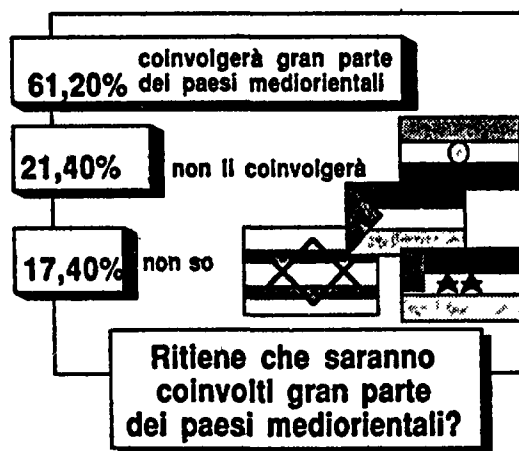 coinvolgerà gran parte
61,20% dei paesi mediorientali
21,40% non li coinvolgerà
17,40% non so
Ritiene che saranno
coinvolti gran parte
dei paesi mediorientali?